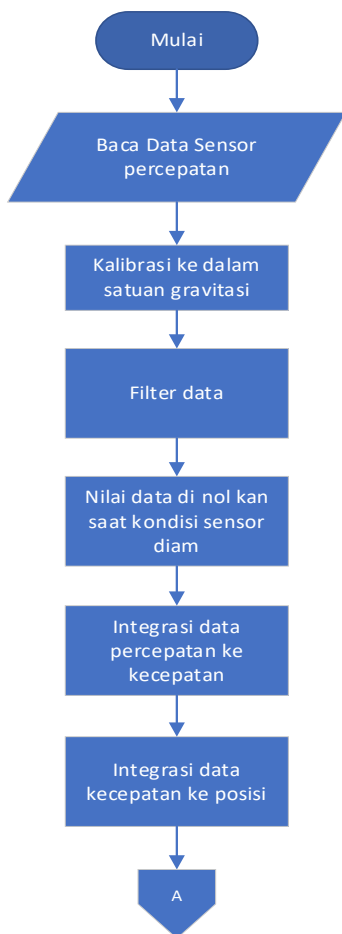 Mulai
Baca Data Sensor
percepatan
Kalibrasi ke dalam
satuan gravitasi
Filter data
Nilai data di nol kan
saat kondisi sensor
diam
Integrasi data
percepatan ke
kecepatan
Integrasi data
kecepatan ke posisi
A